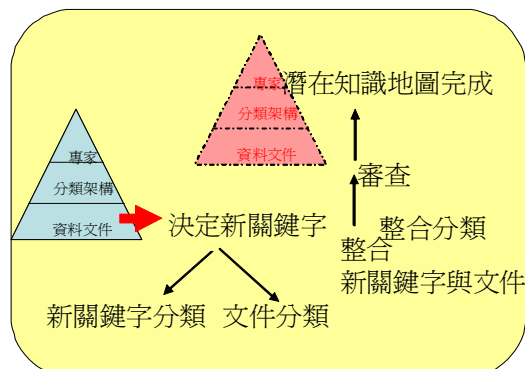 專家
潛在知識地圖完成
分類架構
資料文件
專家
分類架構
資料文件
審查
決定新關鍵字
整合分類
整合
新關鍵字與文件
新關鍵字分類
文件分類